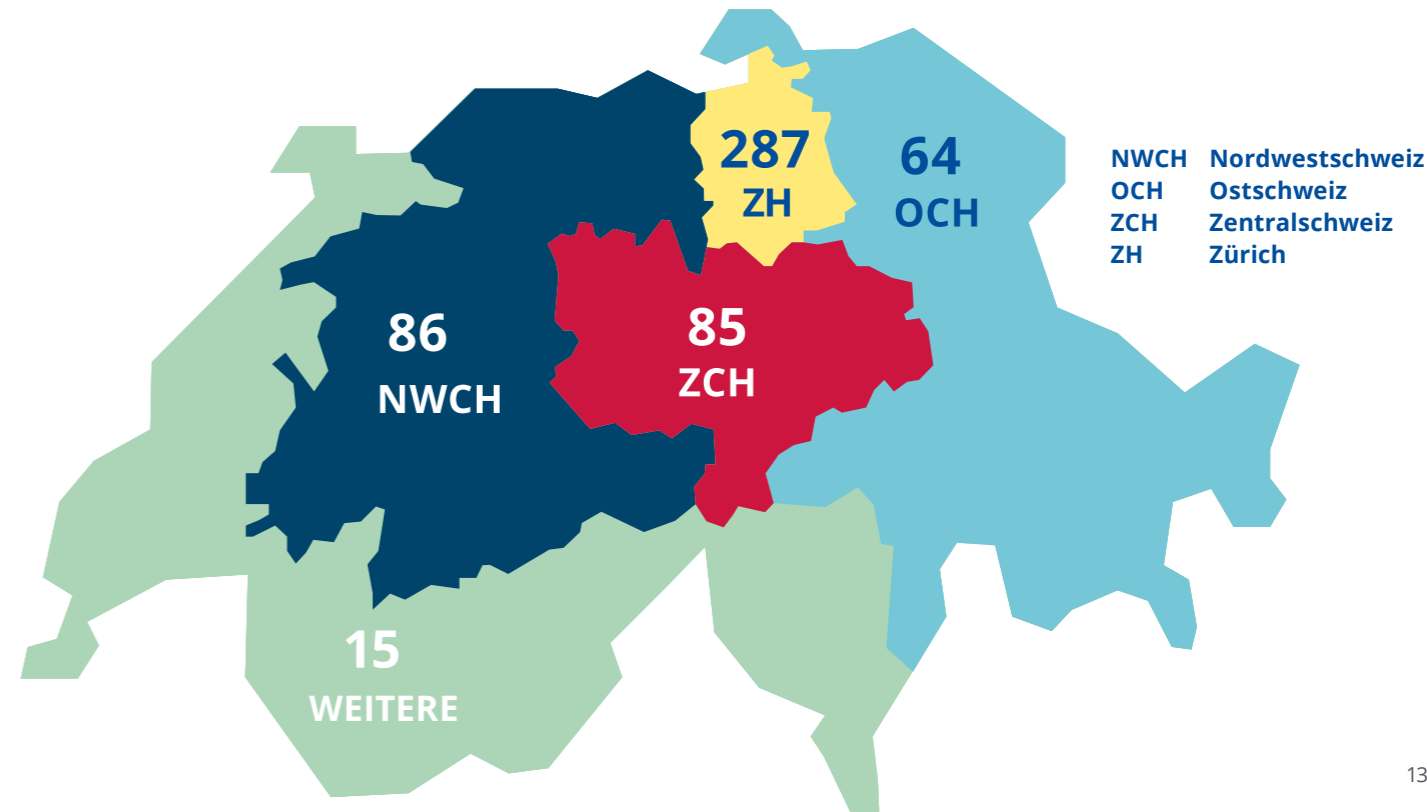 287
ZH
64
OCH
NWCH Nordwestschweiz
OCH Ostschweiz
ZCH Zentralschweiz
ZH Zürich
86
NWCH
85
ZCH
15
WEITERE
13